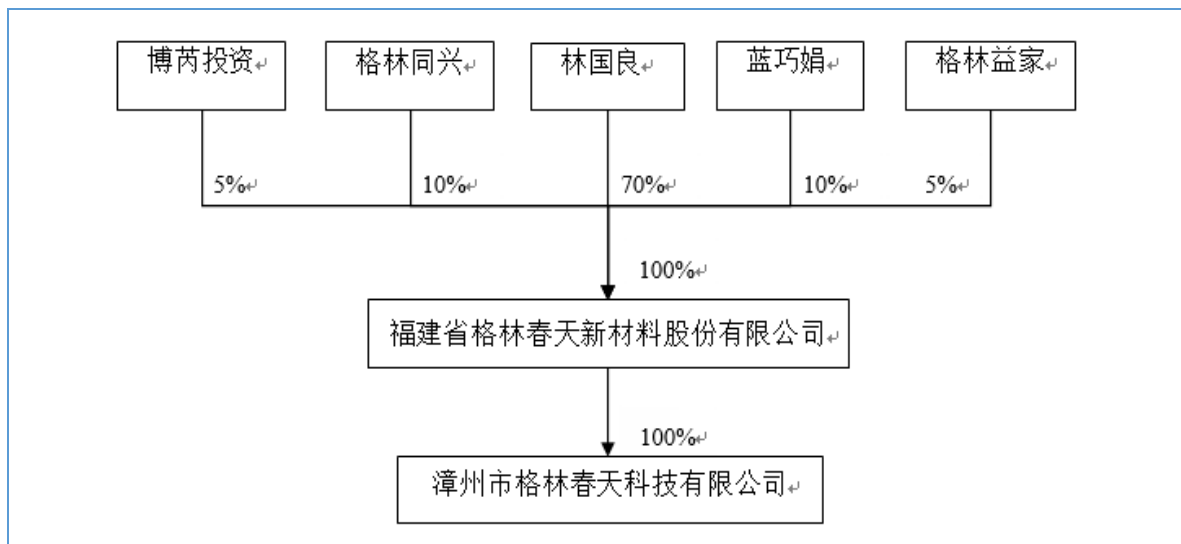 博芮投资
格林同兴
林国良
蓝巧娟
格林益家
5%
10%
70%
10%
5%
100%
福建省格林春天新材料股份有限公司
100%
漳州市格林春天科技有限公司